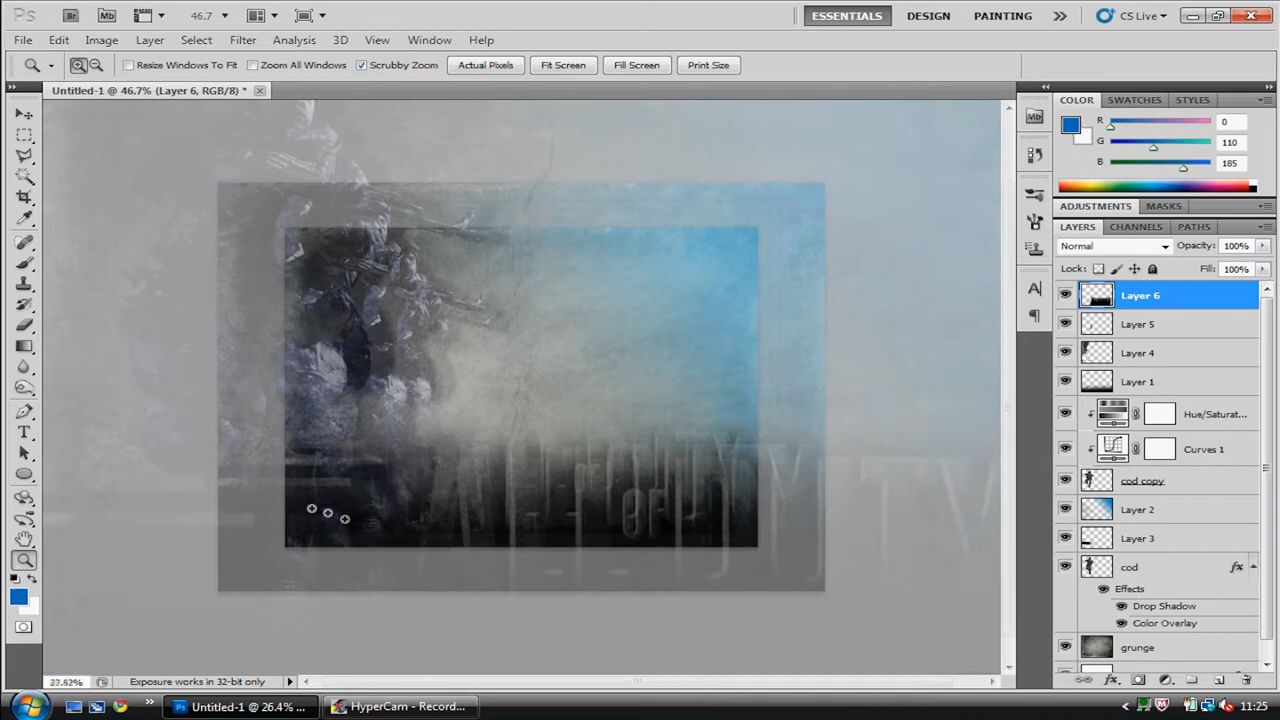 Ps Br Mb 46.7 ESSENTIALS DESIGN PAINTING CS Live
File Edit Image Layer Select Filter Analysis 3D View Window Help
Resize Windows To Fit Zoom All Windows Scrubby Zoom Actual Pixels Fit Screen Fill Screen Print Size
Untitled-1 @ 46.7% (Layer 6, RGB/8) *
COLOR SWATCHES STYLES
R 0
G 110
B 185
ADJUSTMENTS MASKS
LAYERS CHANNELS PATHS
Normal Opacity: 100%
Lock: Fill: 100%
Layer 6
Layer 5
Layer 4
Layer 1
Hue/Saturat...
Curves 1
cod copy
Layer 2
Layer 3
cod fx
Effects
Drop Shadow
Color Overlay
grunge
Exposure works in 32-bit only
Untitled-1 @ 26.4% ... HyperCam - Record... 11:25